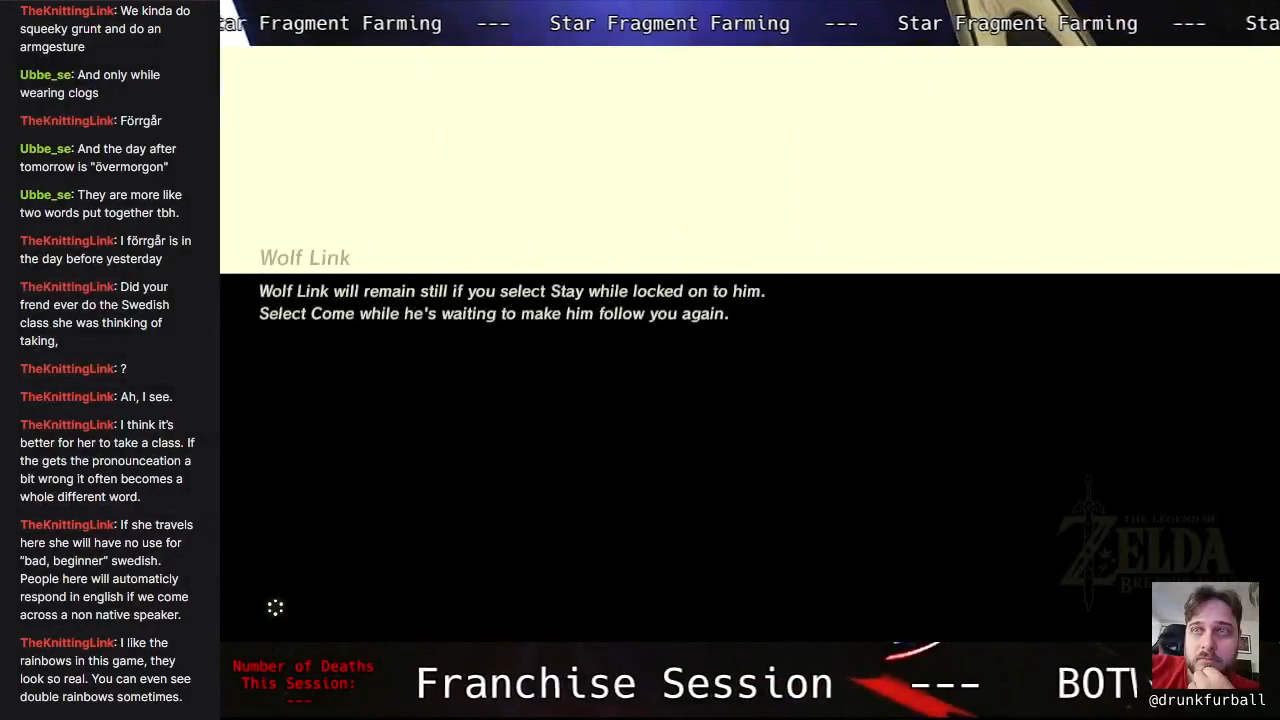 TheKnittingLink: We kinda do
squeeky grunt and do an
armgesture
Ubbe_se: And only while
wearing clogs
TheKnittingLink: Förrgår
Ubbe_se: And the day after
tomorrow is "övermorgon"
Ubbe_se: They are more like
two words put together tbh.
TheKnittingLink: I förrgår is in
the day before yesterday
TheKnittingLink: Did your
frend ever do the Swedish
class she was thinking of
taking,
TheKnittingLink: ?
TheKnittingLink: Ah, I see.
TheKnittingLink: I think it's
better for her to take a class. If
the gets the pronounceation a
bit wrong it often becomes a
whole different word.
TheKnittingLink: If she travels
here she will have no use for
"bad, beginner" swedish.
People here will automaticly
respond in english if we come
across a non native speaker.
TheKnittingLink: I like the
rainbows in this game, they
look so real. You can even see
double rainbows sometimes.
tar Fragment Farming --- Star Fragment Farming --- Star Fragment Farming --- Sta
Wolf Link
Wolf Link will remain still if you select Stay while locked on to him.
Select Come while he's waiting to make him follow you again.
THE LEGEND OF
ZELDA
Number of Deaths
This Session:
---
Franchise Session --- BOTW
@drunkfurball